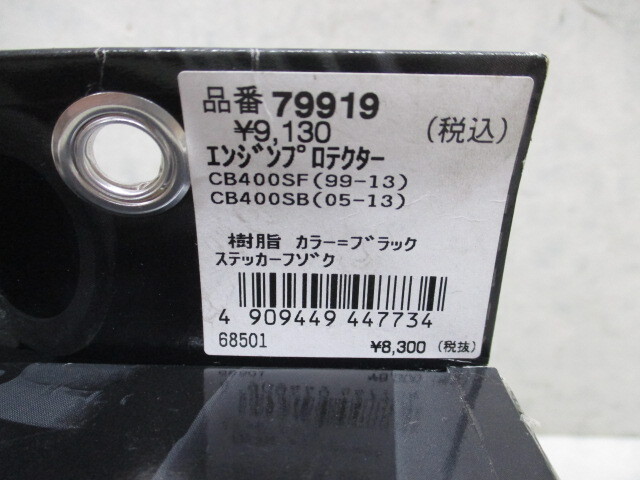 品番 79919
¥9,130 (税込)
エンジンプロテクター
CB400SF(99-13)
CB400SB(05-13)
樹脂 カラー=ブラック
ステッカーフゾク
4 909449 447734
68501 ¥8,300 (税抜)